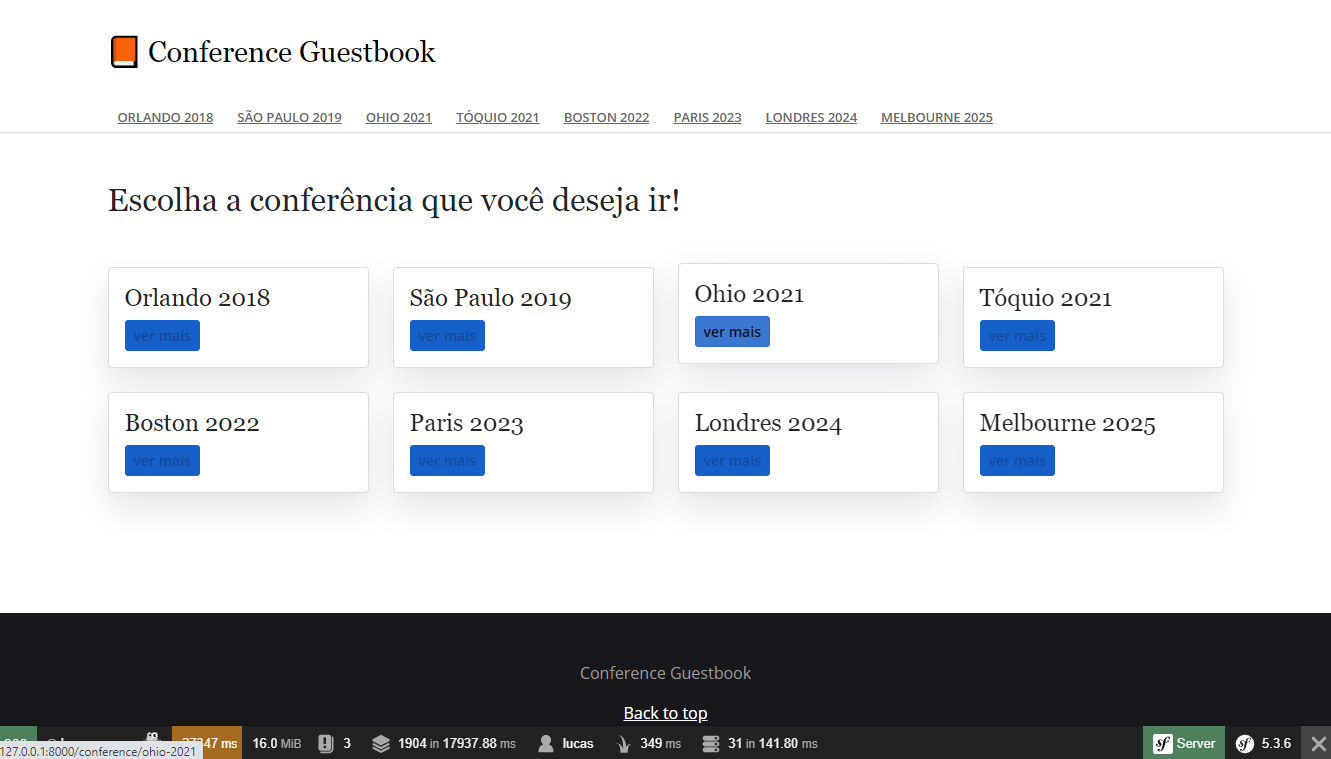 Conference Guestbook
ORLANDO 2018 SÃO PAULO 2019 OHIO 2021 TÓQUIO 2021 BOSTON 2022 PARIS 2023 LONDRES 2024 MELBOURNE 2025
Escolha a conferência que você deseja ir!
Orlando 2018 São Paulo 2019 Ohio 2021 Tóquio 2021
ver mais ver mais ver mais ver mais
Boston 2022 Paris 2023 Londres 2024 Melbourne 2025
ver mais ver mais ver mais ver mais
Conference Guestbook
Back to top
ms 16.0 MiB 3 1904 in 17937.88 ms lucas 349 ms 31 in 141.80 ms Server 5.3.6
127.0.0.1:8000/conference/ohio-2021